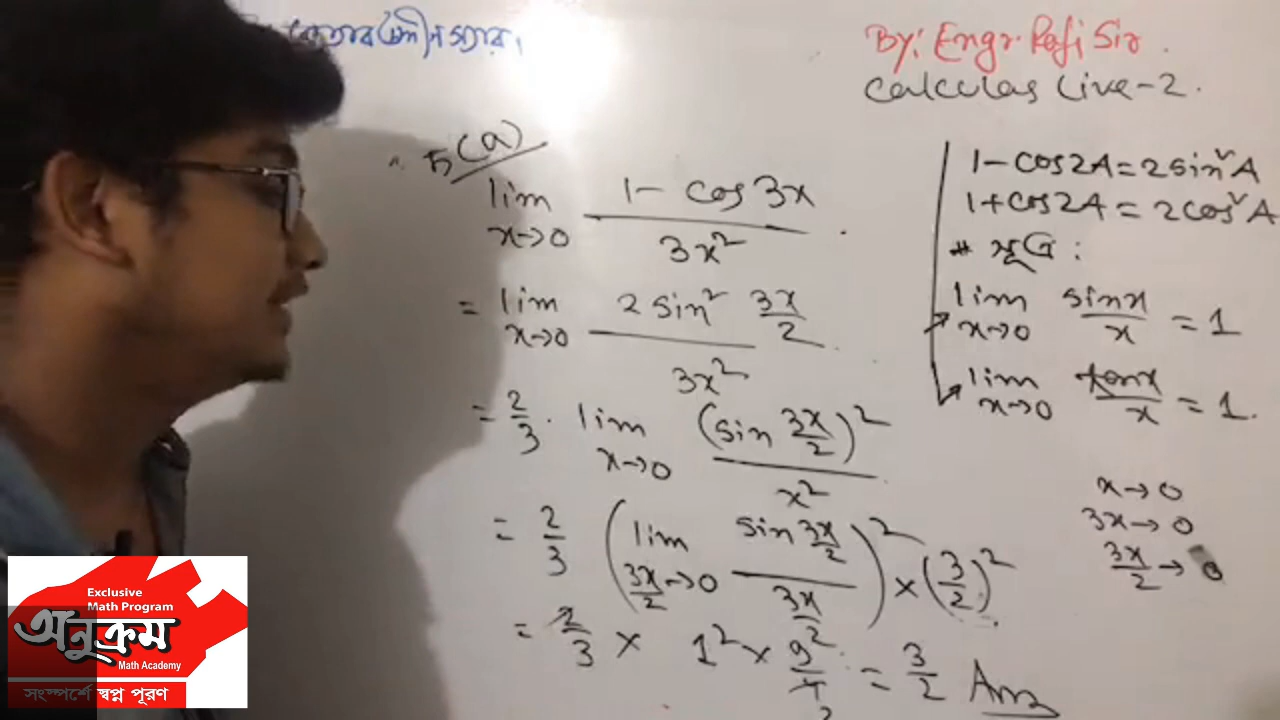 স্যার।
By: Engr. Rafi Sir.
Calculas Live-2.
৮(a)
lim x→0 (1 - cos 3x) / 3x²
= lim x→0 (2 sin² 3x/2) / 3x²
= 2/3 . lim x→0 (sin 3x/2)² / x²
= 2/3 (lim 3x/2→0 (sin 3x/2) / (3x/2))² × (3/2)²
= 2/3 × 1² × 9/4 = 3/2 Ans
1 - cos2A = 2sin²A
1 + cos2A = 2cos²A
# সূত্র :
lim x→0 sinx/x = 1
lim x→0 tanx/x = 1.
x→0
3x→0
3x/2→0
Exclusive
Math Program
অনুক্রম
Math Academy
সংস্পর্শে স্বপ্ন পূরণ